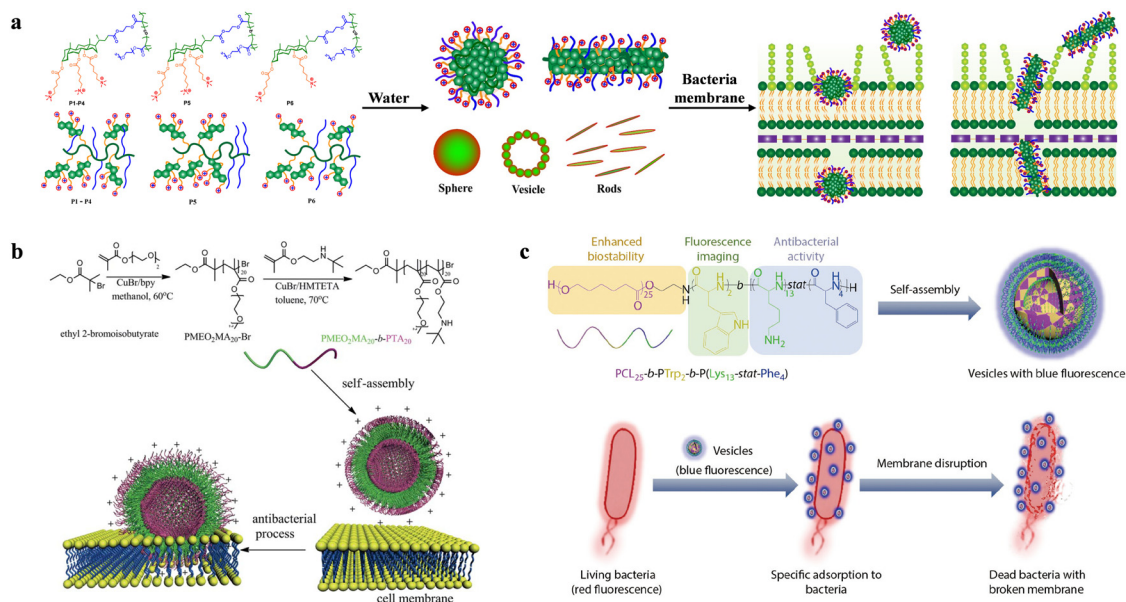 a
P1-P4
P5
P6
P1 - P4
P5
P6
Water
Sphere
Vesicle
Rods
Bacteria
membrane
b
CuBr/bpy
methanol, 60°C
CuBr/HMTETA
toluene, 70°C
ethyl 2-bromoisobutyrate
PMEO₂MA₂₀-Br
PMEO₂MA₂₀-b-PTA₂₀
self-assembly
antibacterial
process
cell membrane
c
Enhanced
biostability
Fluorescence
imaging
Antibacterial
activity
Self-assembly
PCL₂₅-b-PTrp₂-b-P(Lys₁₃-stat-Phe₄)
Vesicles with blue fluorescence
Vesicles
(blue fluorescence)
Membrane disruption
Living bacteria
(red fluorescence)
Specific adsorption to
bacteria
Dead bacteria with
broken membrane